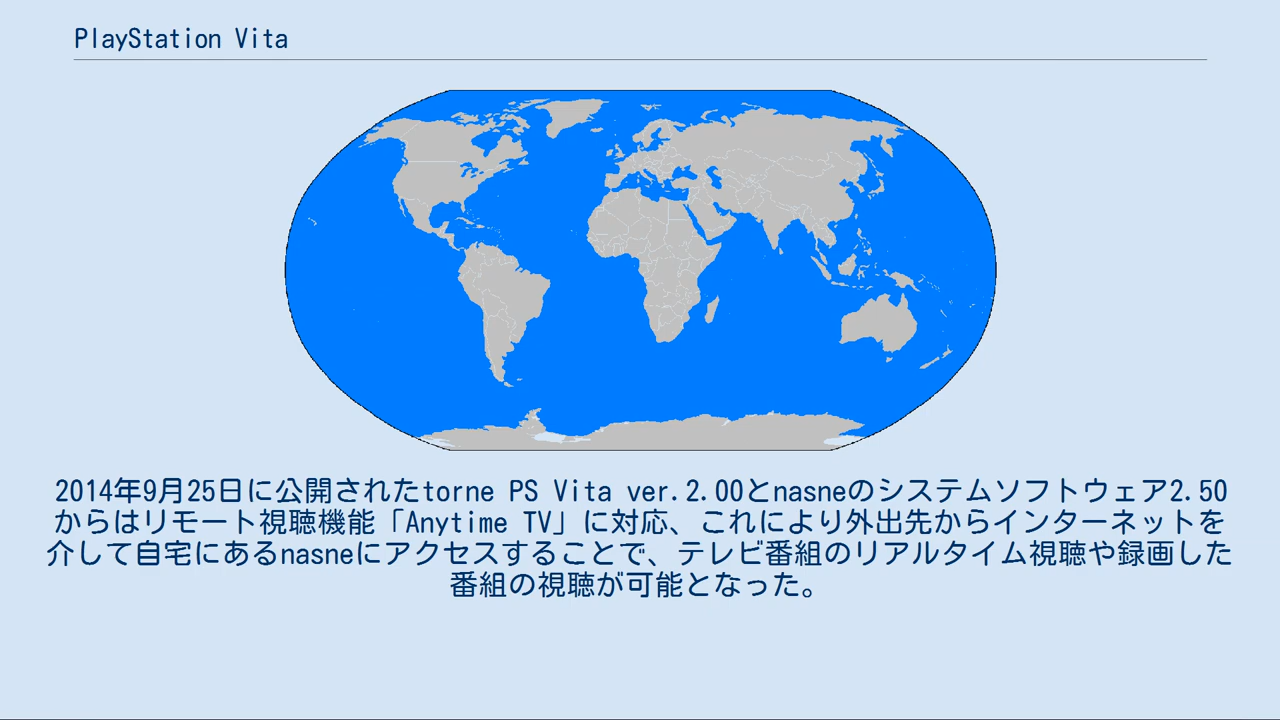 PlayStation Vita
2014年9月25日に公開されたtorne PS Vita ver.2.00とnasneのシステムソフトウェア2.50
からはリモート視聴機能「Anytime TV」に対応、これにより外出先からインターネットを
介して自宅にあるnasneにアクセスすることで、テレビ番組のリアルタイム視聴や録画した
番組の視聴が可能となった。